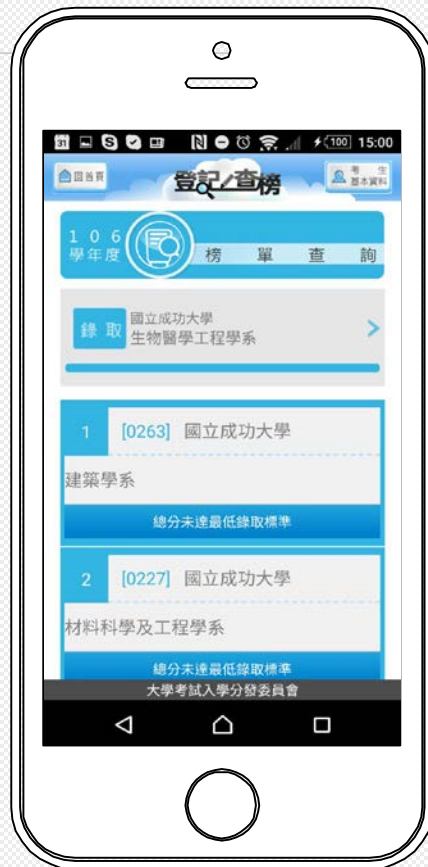 31 100 15:00
回首頁
登記/查榜
考生
基本資料
106
學年度
榜單查詢
錄取
國立成功大學
生物醫學工程學系
1 [0263] 國立成功大學
建築學系
總分未達最低錄取標準
2 [0227] 國立成功大學
材料科學及工程學系
總分未達最低錄取標準
大學考試入學分發委員會